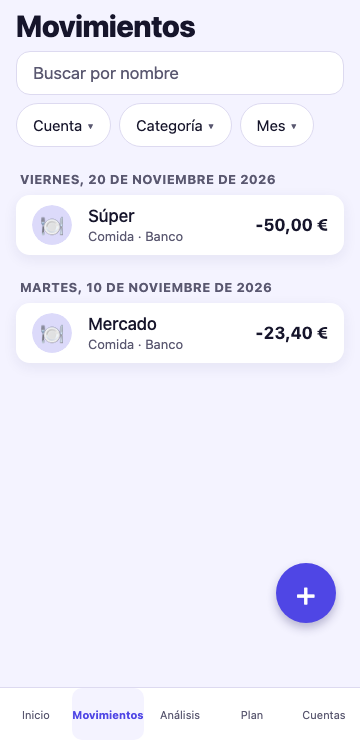 Movimientos
Buscar por nombre
Cuenta ▾ Categoría ▾ Mes ▾
VIERNES, 20 DE NOVIEMBRE DE 2026
Súper
-50,00 €
Comida · Banco
MARTES, 10 DE NOVIEMBRE DE 2026
Mercado
-23,40 €
Comida · Banco
+
Inicio Movimientos Análisis Plan Cuentas